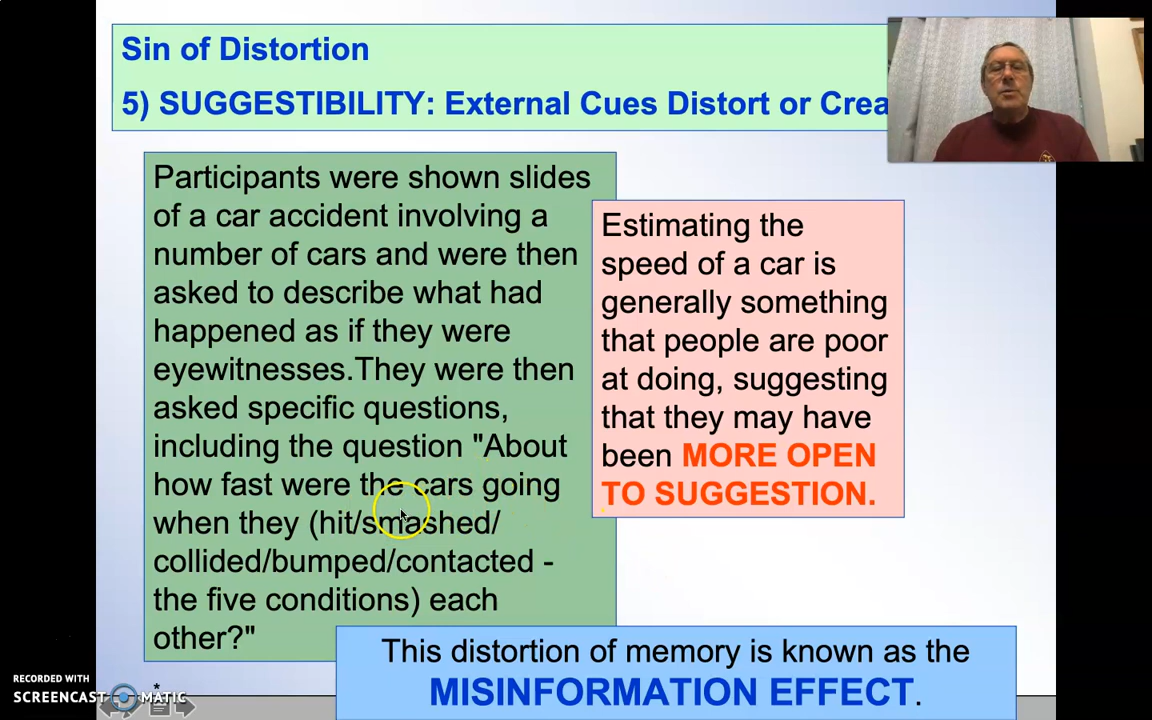 Sin of Distortion
5) SUGGESTIBILITY: External Cues Distort or Crea
Participants were shown slides
of a car accident involving a
number of cars and were then
asked to describe what had
happened as if they were
eyewitnesses.They were then
asked specific questions,
including the question "About
how fast were the cars going
when they (hit/smashed/
collided/bumped/contacted -
the five conditions) each
other?"
Estimating the
speed of a car is
generally something
that people are poor
at doing, suggesting
that they may have
been MORE OPEN
TO SUGGESTION.
This distortion of memory is known as the
MISINFORMATION EFFECT.
RECORDED WITH
SCREENCAST MATIC